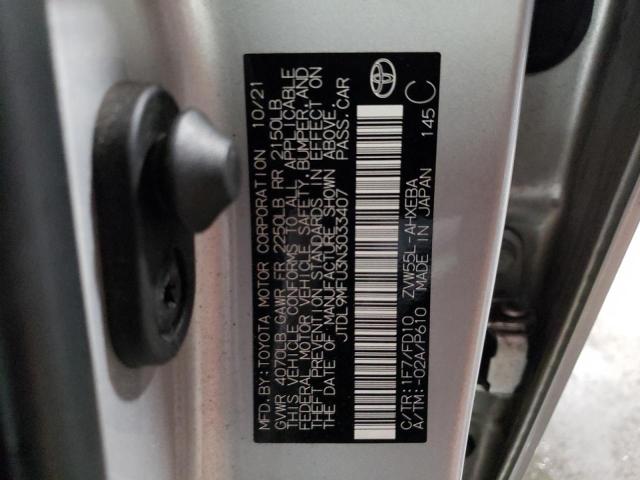 MFD.BY:TOYOTA MOTOR CORPORATION 10/21
GVWR 4070LB GAWR FR 2250LB RR 2150LB
THIS VEHICLE CONFORMS TO ALL APPLICABLE
FEDERAL MOTOR VEHICLE SAFETY, BUMPER, AND
THEFT PREVENTION STANDARDS IN EFFECT ON
THE DATE OF MANUFACTURE SHOWN ABOVE.
JTDL9MFU3NS033407 PASS.CAR
C/TR:1F7/FD10 ZVW55L-AHXEBA
A/TM:-02A/P610 MADE IN JAPAN 145 C